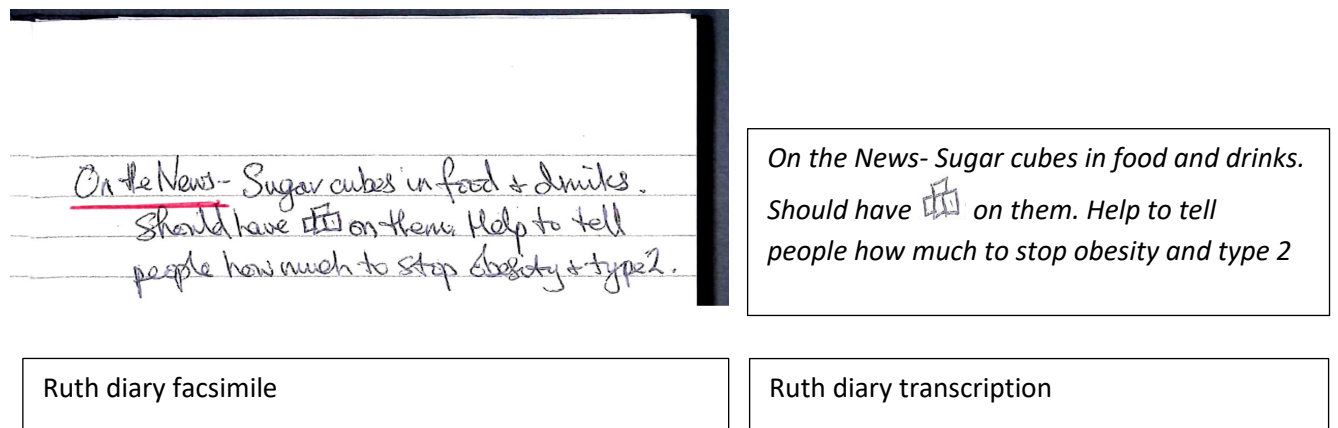 On the News- Sugar cubes in food & drinks.
Should have on them. Help to tell
people how much to stop obesity & type 2.
On the News- Sugar cubes in food and drinks.
Should have on them. Help to tell
people how much to stop obesity and type 2
Ruth diary facsimile
Ruth diary transcription